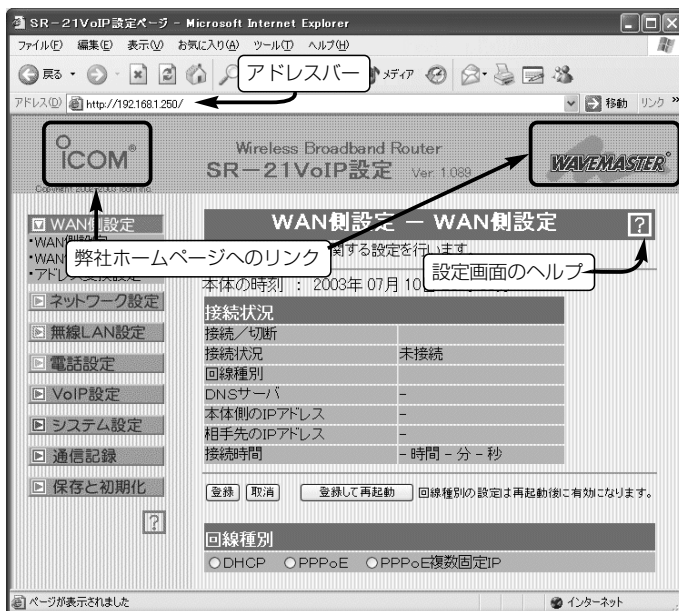 SR−21VoIP設定ページ - Microsoft Internet Explorer
ファイル(F) 編集(E) 表示(V) お気に入り(A) ツール(T) ヘルプ(H)
戻る
アドレスバー
メディア
アドレス(D) http://192.168.1.250/
移動 リンク »
ICOM®
Wireless Broadband Router
SR−21VoIP設定 Ver. 1.089
WAVEMASTER®
Copyright 2002-2003 Icom Inc.
WAN側設定
・WAN側設定
・WAN
・アドレス変換設定
ネットワーク設定
無線LAN設定
電話設定
VoIP設定
システム設定
通信記録
保存と初期化
?
WAN側設定 − WAN側設定
?
関する設定を行います。
弊社ホームページへのリンク
設定画面のヘルプ
本体の時刻 : 2003年 07月 10日
接続状況
接続/切断
接続状況 未接続
回線種別
DNSサーバ −
本体側のIPアドレス −
相手先のIPアドレス −
接続時間 − 時間 − 分 − 秒
登録 取消 登録して再起動 回線種別の設定は再起動後に有効になります。
回線種別
DHCP PPPoE PPPoE複数固定IP
ページが表示されました
インターネット